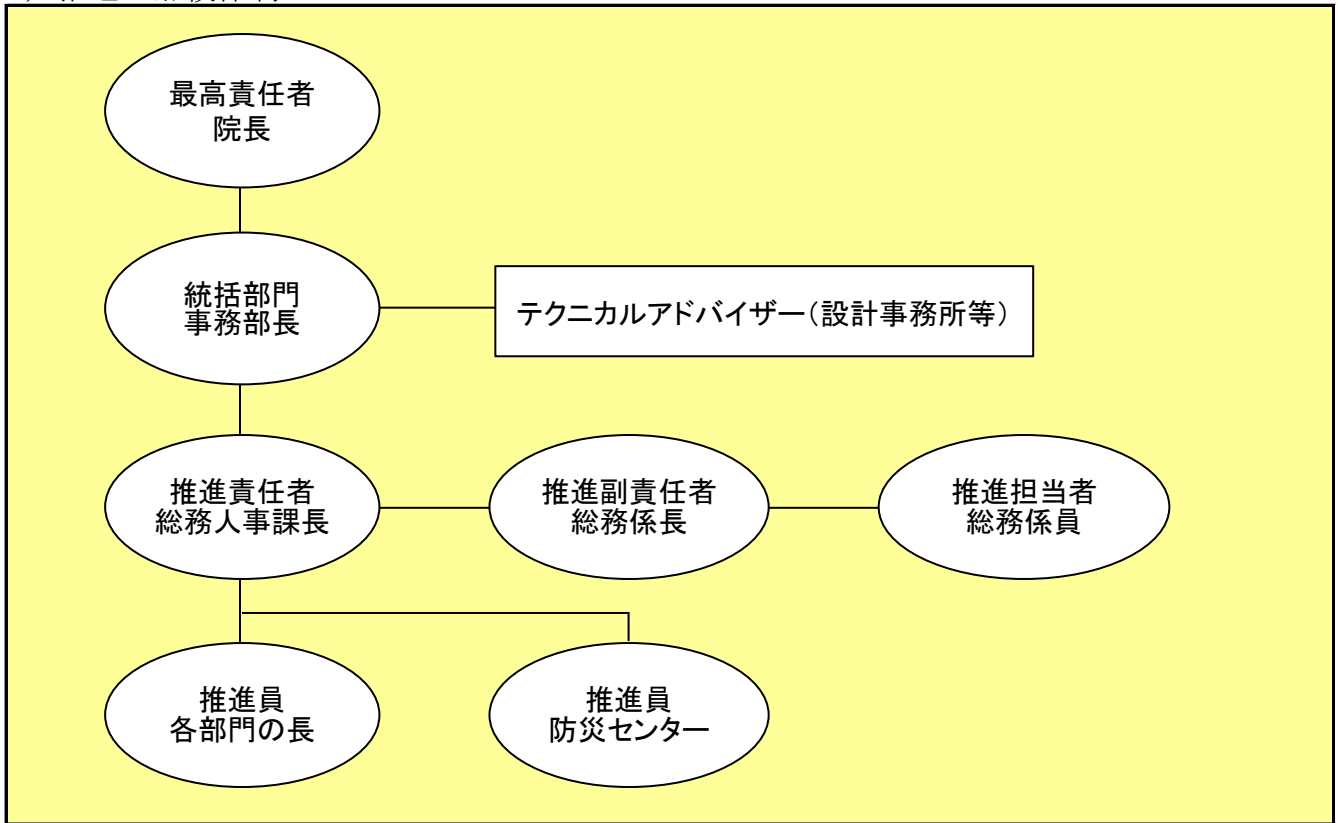 最高責任者
院長
統括部門
事務部長
テクニカルアドバイザー(設計事務所等)
推進責任者
総務人事課長
推進副責任者
総務係長
推進担当者
総務係員
推進員
各部門の長
推進員
防災センター